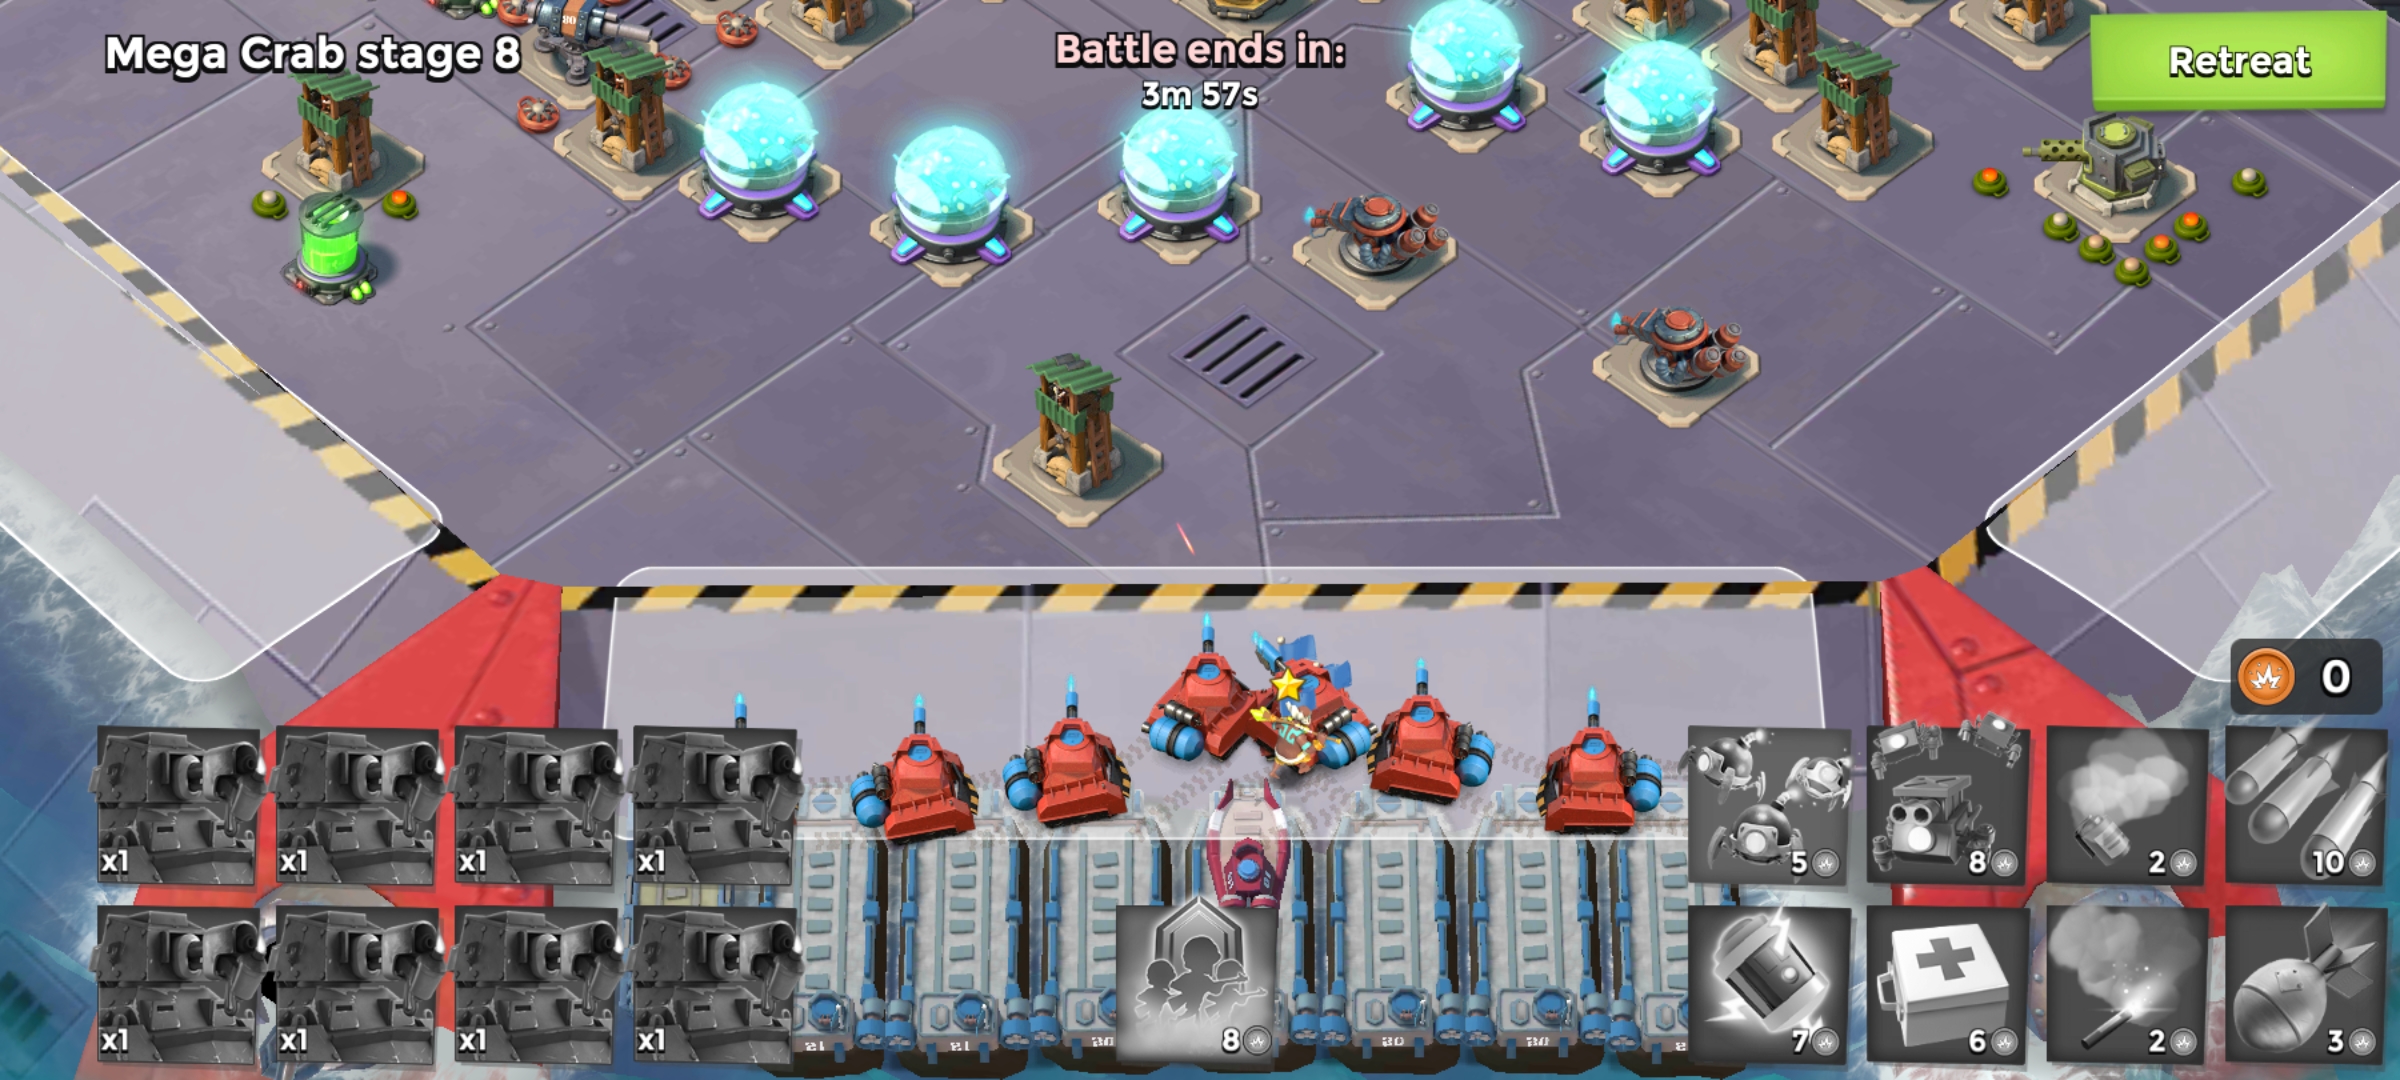 Mega Crab stage 8
Battle ends in:
3m 57s
Retreat
0
x1
x1
x1
x1
5
8
2
10
x1
x1
x1
x1
8
7
6
2
3